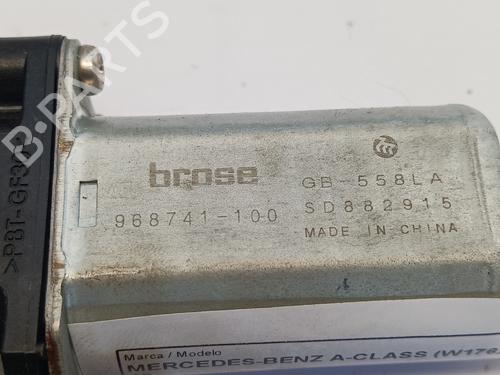 brose
GB-558LA
968741-100
SD882915
MADE IN CHINA
>PBT-GF30<
B-PARTS
Marca / Modelo
MERCEDES-BENZ A-CLASS (W176)